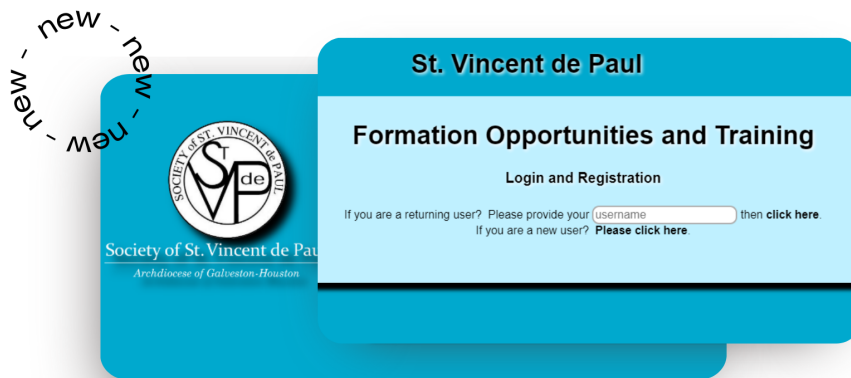 new - new - new - new -
SOCIETY of ST. VINCENT de PAUL
ST
V de P
Society of St. Vincent de Pau
Archdiocese of Galveston-Houston
St. Vincent de Paul
Formation Opportunities and Training
Login and Registration
If you are a returning user?  Please provide your username then click here.
If you are a new user?  Please click here.